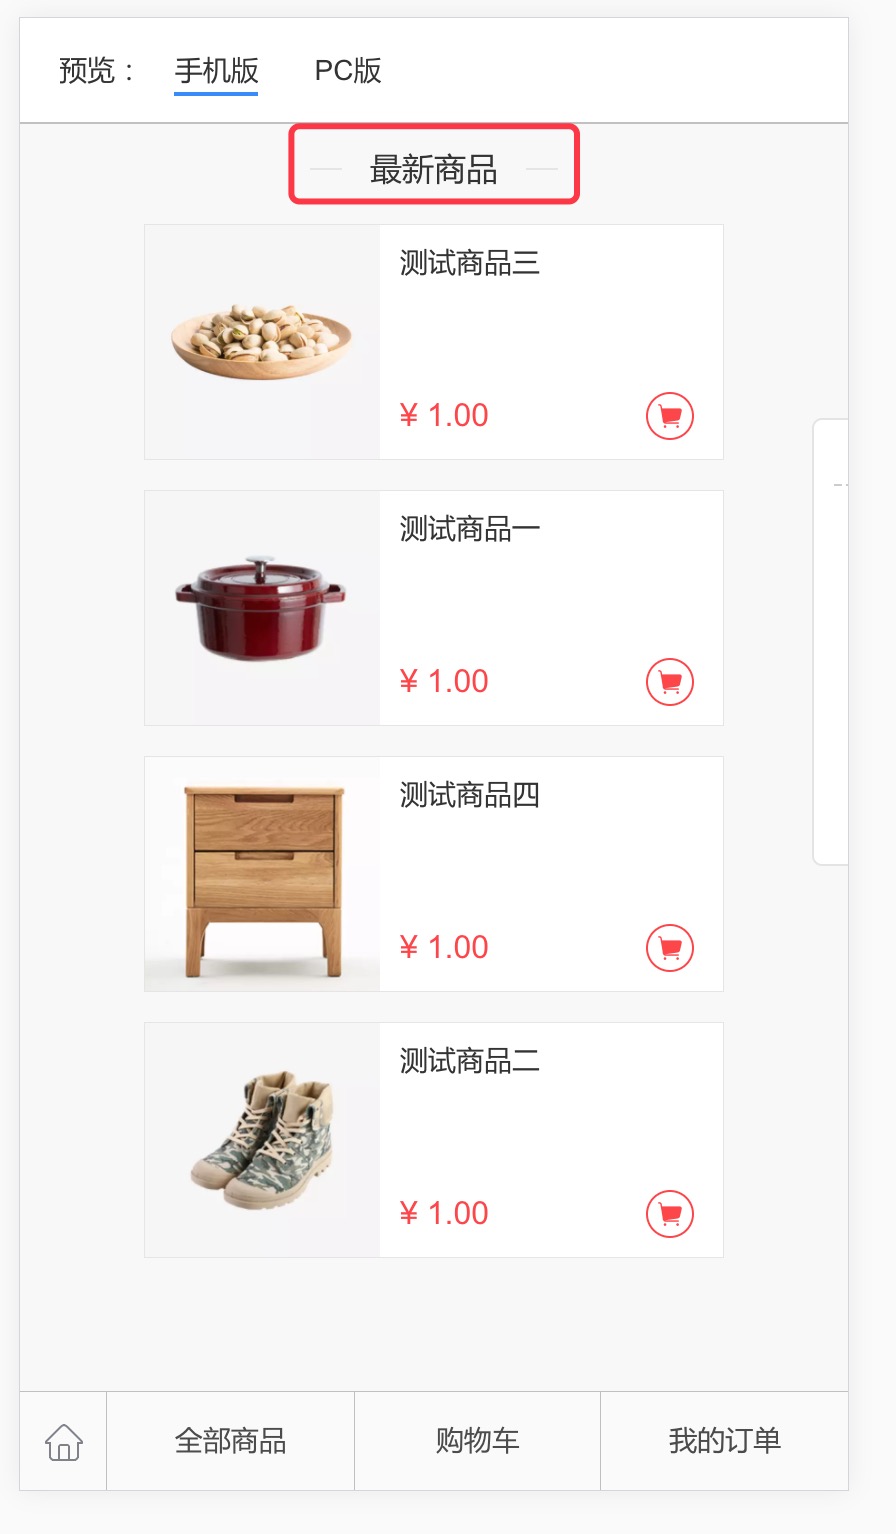 预览： 手机版 PC版
最新商品
测试商品三
¥ 1.00
测试商品一
¥ 1.00
测试商品四
¥ 1.00
测试商品二
¥ 1.00
全部商品 购物车 我的订单